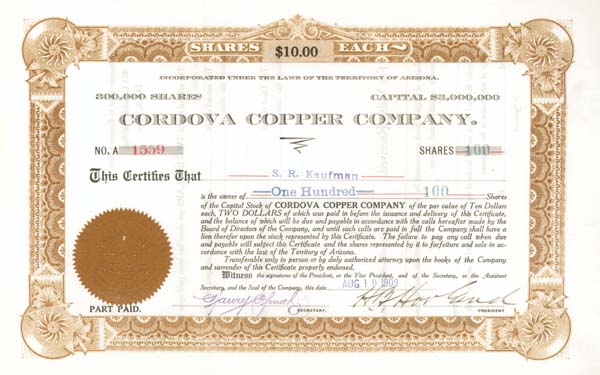 SHARES $10.00 EACH
INCORPORATED UNDER THE LAWS OF THE TERRITORY OF ARIZONA.
300,000 SHARES CAPITAL $3,000,000
CORDOVA COPPER COMPANY.
NO. A 1559 SHARES 100
This Certifies That S. R. Kaufman
is the owner of One Hundred 100 Shares
of the Capital Stock of CORDOVA COPPER COMPANY of the par value of Ten Dollars
each, TWO DOLLARS of which was paid in before the issuance and delivery of this Certificate,
and the balance of which will be due and payable in accordance with the calls hereafter made by the
Board of Directors of the Company, and until such calls are paid in full the Company shall have a
lien thereon upon the stock represented by this Certificate. The failure to pay any call when due
and payable will subject this Certificate and the shares represented by it to forfeiture and sale in ac-
cordance with the law of the Territory of Arizona.
Transferable only in person or by duly authorized attorney upon the books of the Company
and surrender of this Certificate properly endorsed.
Witness the signatures of the President, or the Vice President, and of the Secretary, or the Assistant
Secretary, and the Seal of the Company, this date AUG 10 1909
PART PAID. SECRETARY. PRESIDENT